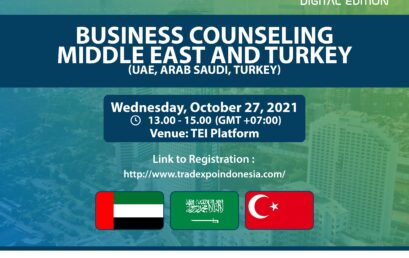 DIGITAL EDITION
BUSINESS COUNSELING
MIDDLE EAST AND TURKEY
(UAE, ARAB SAUDI, TURKEY)
Wednesday, October 27, 2021
13.00 - 15.00 (GMT +07:00)
Venue: TEI Platform
Link to Registration :
http://www.tradexpoindonesia.com/